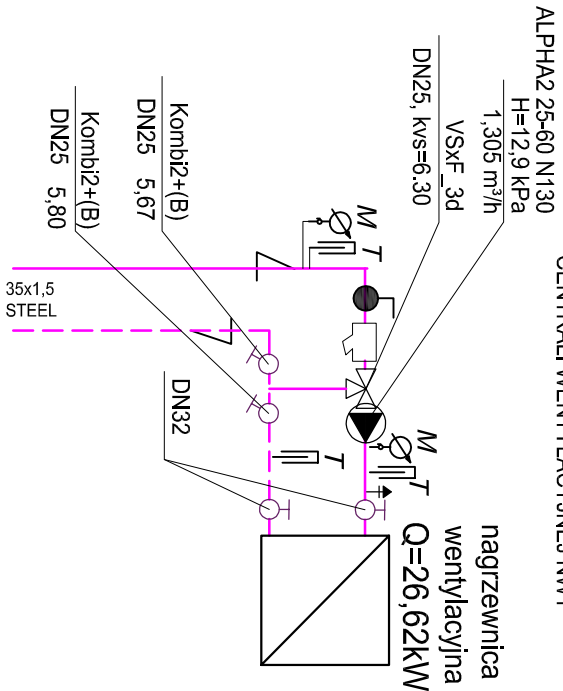 ALPHA2 25-60 N130
H=12,9 kPa
1,305 m³/h
VSxF_3d
DN25, kvs=6.30
Kombi2+(B)
DN25 5,67
Kombi2+(B)
DN25 5,80
DN32
M
T
M
T
T
35x1,5
STEEL
nagrzewnica
wentylacyjna
Q=26,62kW